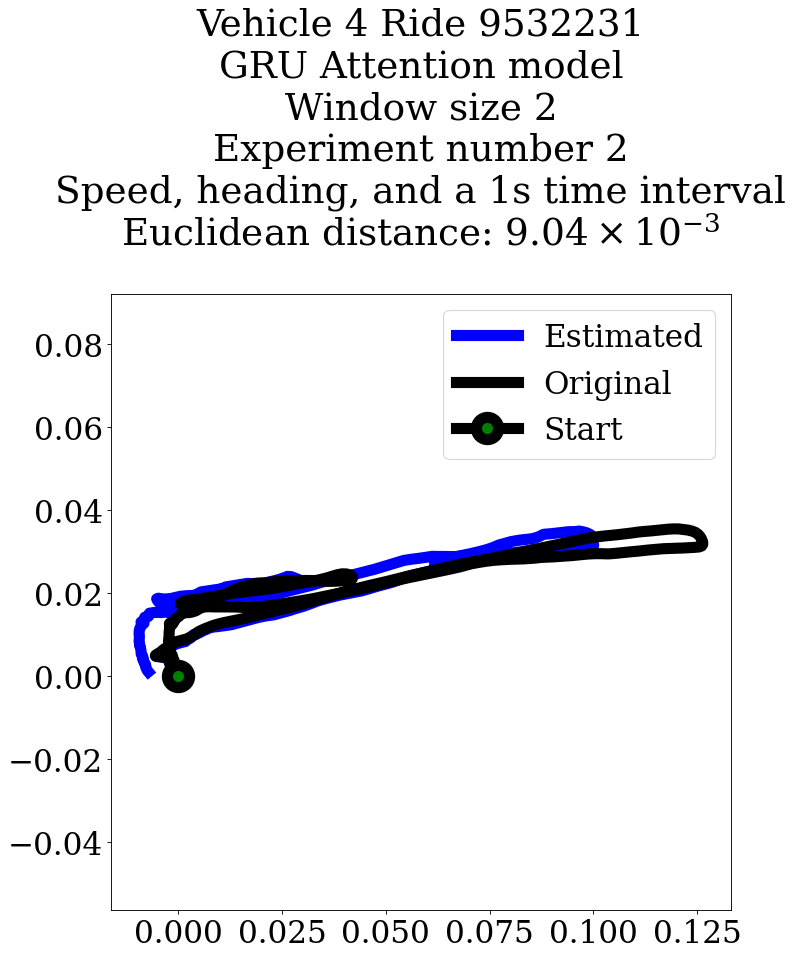 Vehicle 4 Ride 9532231
GRU Attention model
Window size 2
Experiment number 2
Speed, heading, and a 1s time interval
Euclidean distance: 9.04 × 10⁻³
Estimated
Original
Start
0.08
0.06
0.04
0.02
0.00
−0.02
−0.04
0.000 0.025 0.050 0.075 0.100 0.125